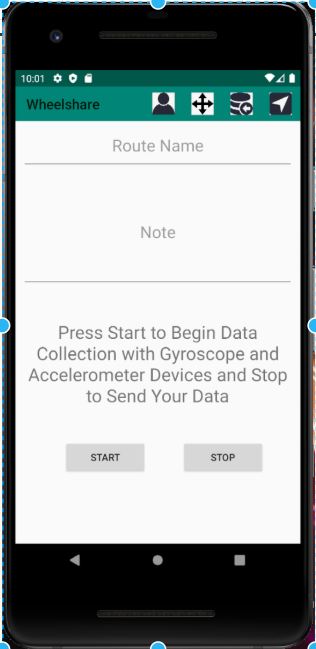 10:01
Wheelshare
Route Name
Note
Press Start to Begin Data
Collection with Gyroscope and
Accelerometer Devices and Stop
to Send Your Data
START STOP